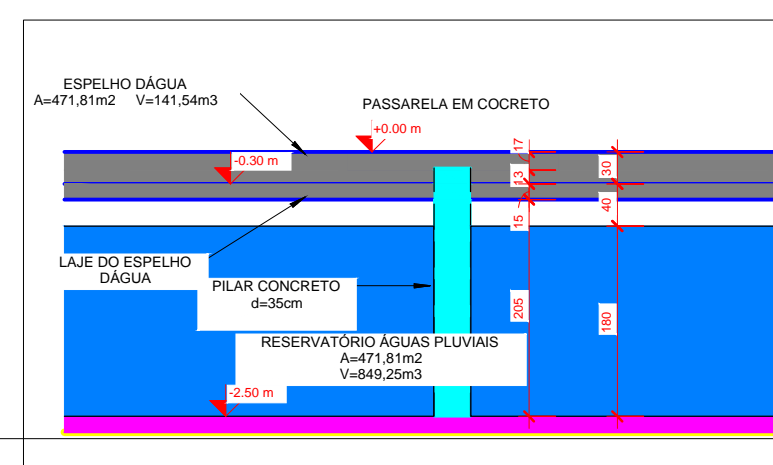 ESPELHO DÁGUA
A=471,81m2 V=141,54m3
PASSARELA EM COCRETO
+0.00 m
-0.30 m
17
13
15
205
30
40
180
LAJE DO ESPELHO
DÁGUA
PILAR CONCRETO
d=35cm
RESERVATÓRIO ÁGUAS PLUVIAIS
A=471,81m2
V=849,25m3
-2.50 m